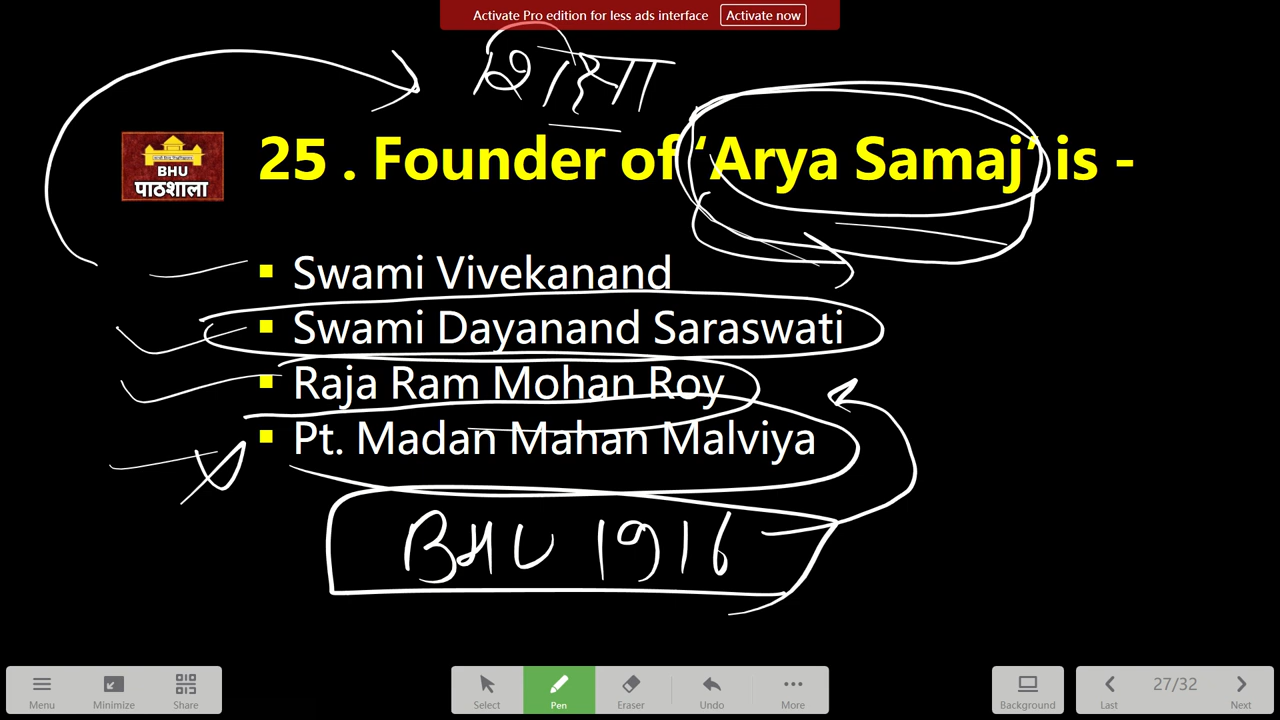 Activate Pro edition for less ads interface Activate now
शिक्षा
25 . Founder of ‘Arya Samaj’ is -
BHU
पाठशाला
▪ Swami Vivekanand
▪ Swami Dayanand Saraswati
▪ Raja Ram Mohan Roy
▪ Pt. Madan Mahan Malviya
BHU 1916
Menu Minimize Share Select Pen Eraser Undo More Background Last 27/32 Next